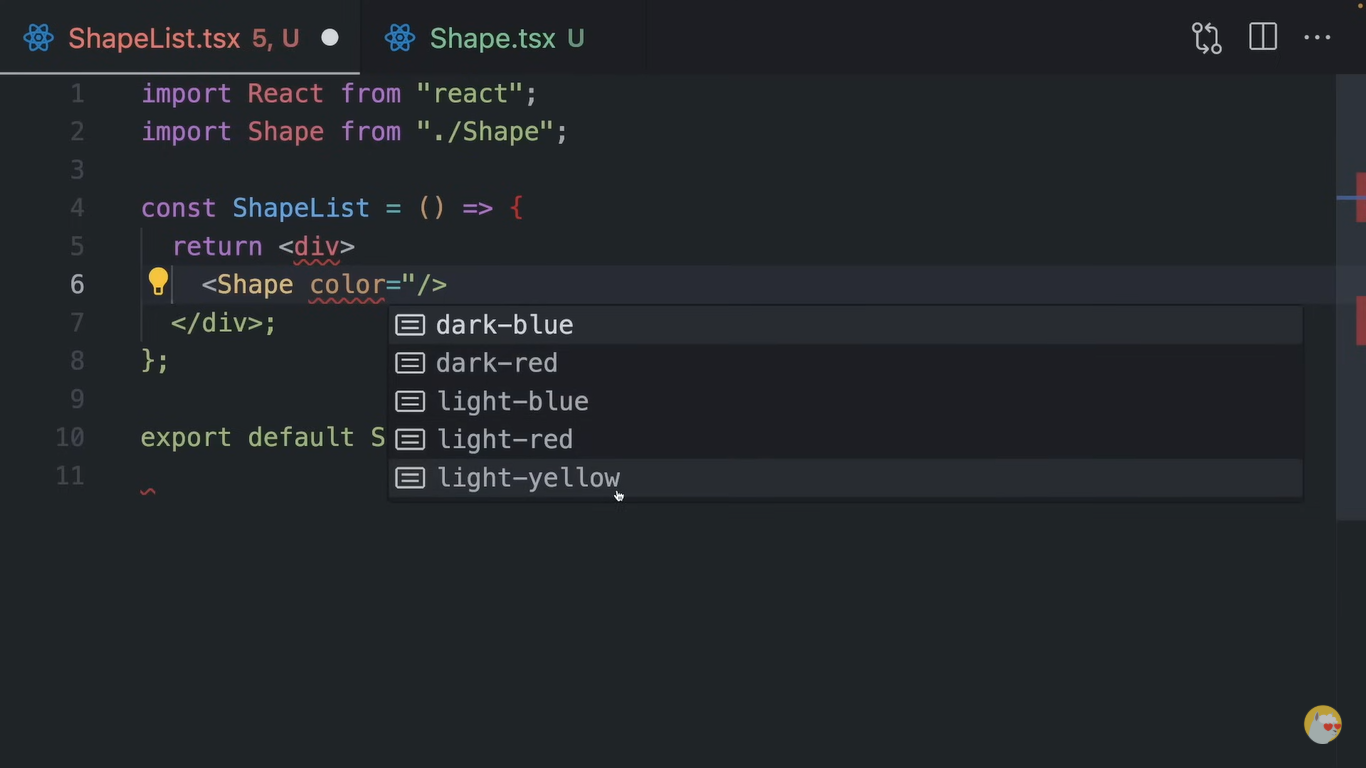 ShapeList.tsx 5, U Shape.tsx U
1 import React from "react";
2 import Shape from "./Shape";
3
4 const ShapeList = () => {
5 return <div>
6 <Shape color="/>
7 </div>;
8 };
9
10 export default S
11
dark-blue
dark-red
light-blue
light-red
light-yellow